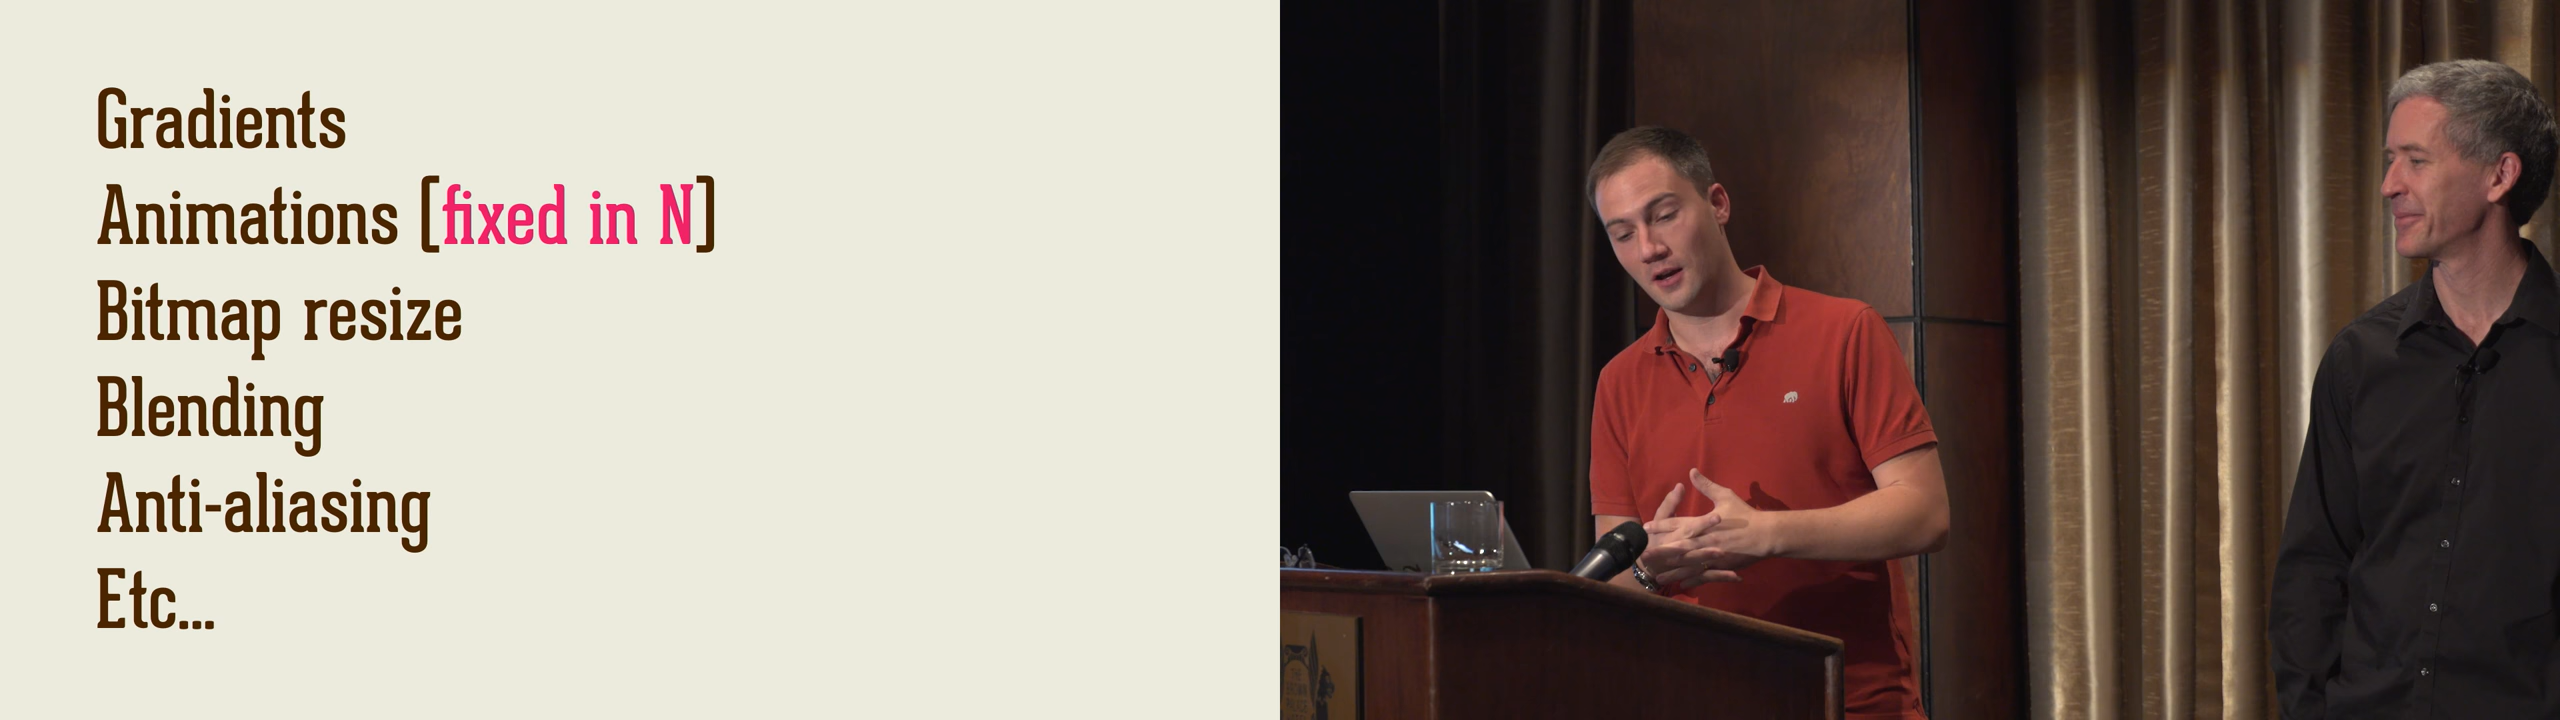 Gradients
Animations [fixed in N]
Bitmap resize
Blending
Anti-aliasing
Etc...